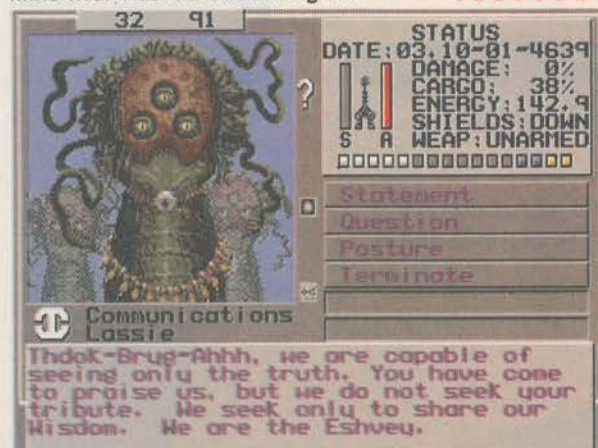 32 91
STATUS
DATE:03.10-01-4639
DAMAGE: 0%
CARGO: 38%
ENERGY:142.9
SHIELDS:DOWN
S A WEAP:UNARMED
?
Statement
Question
Posture
Terminate
Communications
Lassie
Thdok-Brug-Ahhh, we are capable of
seeing only the truth. You have come
to praise us, but we do not seek your
tribute. We seek only to share our
Wisdom. We are the Eshvey.